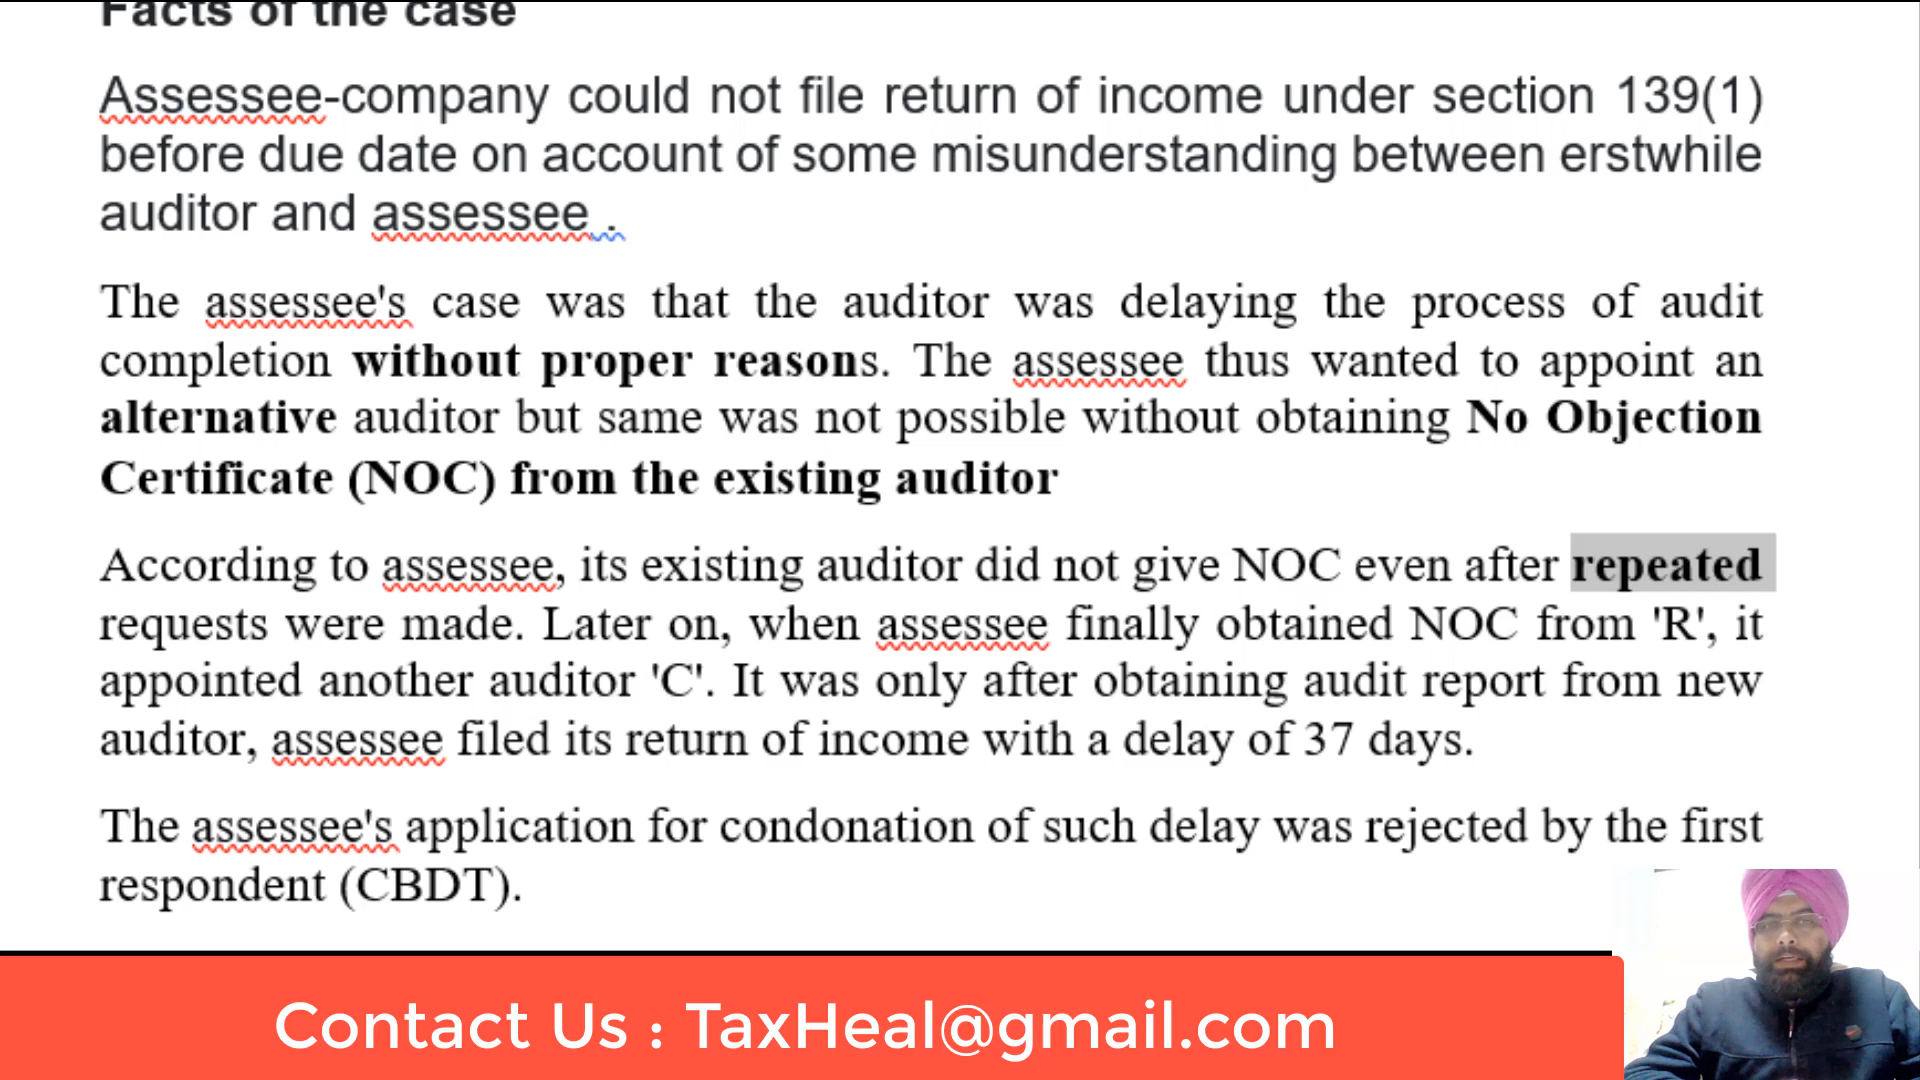 Facts of the case
Assessee-company could not file return of income under section 139(1)
before due date on account of some misunderstanding between erstwhile
auditor and assessee .
The assessee's case was that the auditor was delaying the process of audit
completion without proper reasons. The assessee thus wanted to appoint an
alternative auditor but same was not possible without obtaining No Objection
Certificate (NOC) from the existing auditor
According to assessee, its existing auditor did not give NOC even after repeated
requests were made. Later on, when assessee finally obtained NOC from 'R', it
appointed another auditor 'C'. It was only after obtaining audit report from new
auditor, assessee filed its return of income with a delay of 37 days.
The assessee's application for condonation of such delay was rejected by the first
respondent (CBDT).
Contact Us : TaxHeal@gmail.com